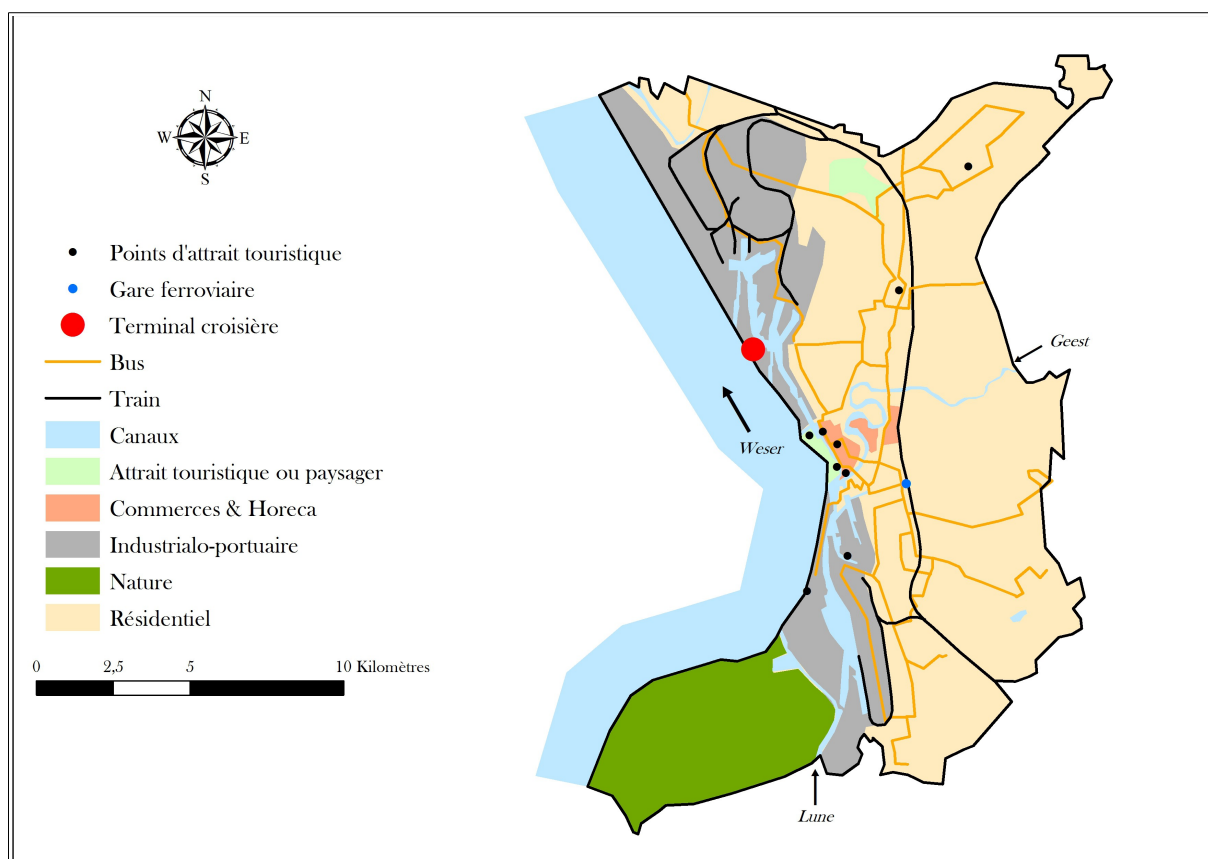 N
W E
S
Points d'attrait touristique
Gare ferroviaire
Terminal croisière
Bus
Train
Canaux
Attrait touristique ou paysager
Commerces & Horeca
Industrialo-portuaire
Nature
Résidentiel
0 2,5 5 10 Kilomètres
Geest
Weser
Lune